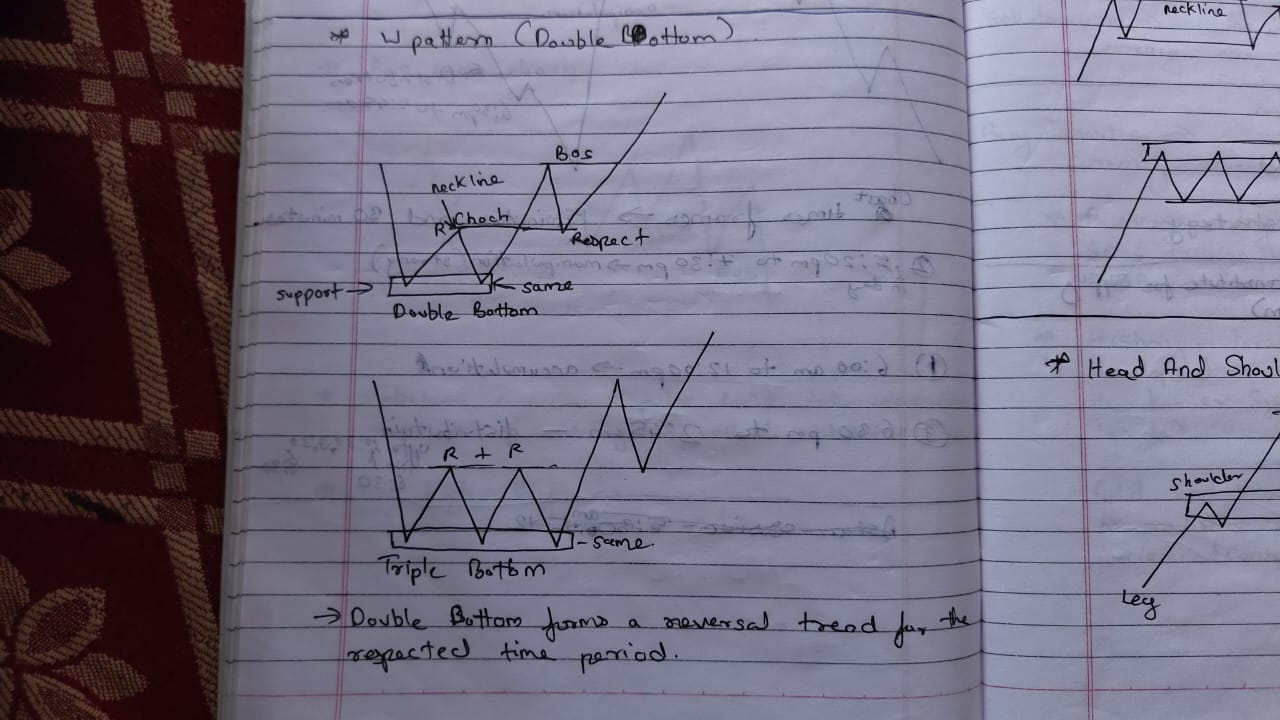 * W pattern (Double Bottom)
BOS
neckline
R Choch
Respect
support →
← same
Double Bottom
R + R
- same.
Triple Bottom
→ Double Bottom forms a reversal trend for the
respected time period.
neckline
* Head And Shoul
shoulder
Leg